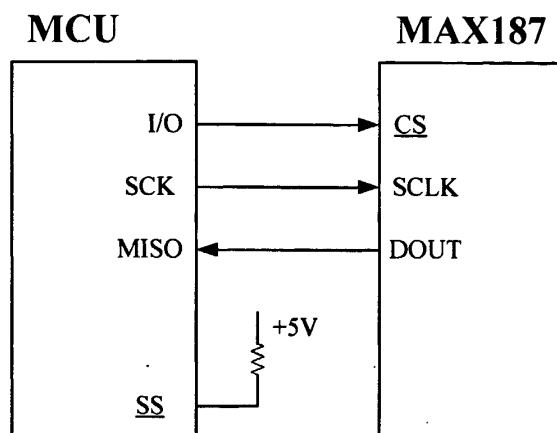 MCU
MAX187
I/O
CS
SCK
SCLK
MISO
DOUT
+5V
SS